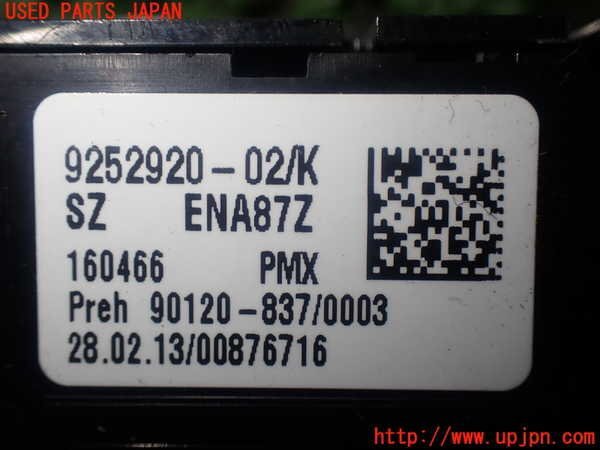 USED PARTS JAPAN
9252920-02/K
SZ ENA87Z
160466 PMX
Preh 90120-837/0003
28.02.13/00876716
http://www.upjpn.com/